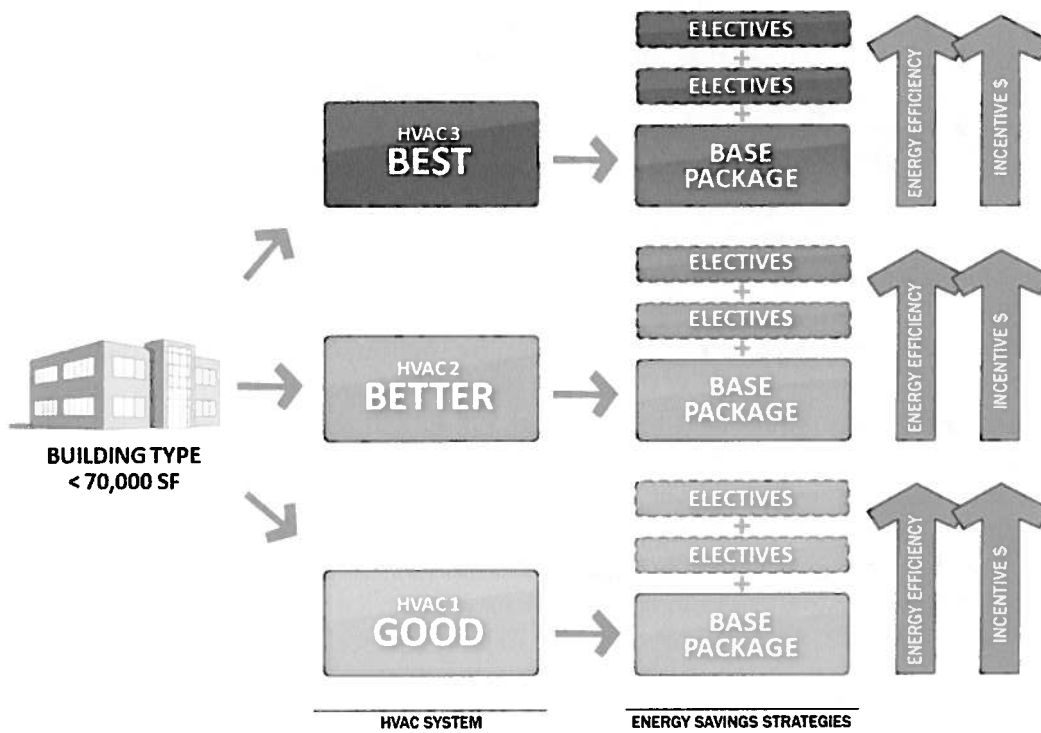 ELECTIVES
+
ELECTIVES
+
HVAC 3
BEST
BASE
PACKAGE
ENERGY EFFICIENCY
INCENTIVE $
ELECTIVES
+
ELECTIVES
+
HVAC 2
BETTER
BASE
PACKAGE
ENERGY EFFICIENCY
INCENTIVE $
BUILDING TYPE
< 70,000 SF
ELECTIVES
+
ELECTIVES
+
HVAC 1
GOOD
BASE
PACKAGE
ENERGY EFFICIENCY
INCENTIVE $
HVAC SYSTEM
ENERGY SAVINGS STRATEGIES